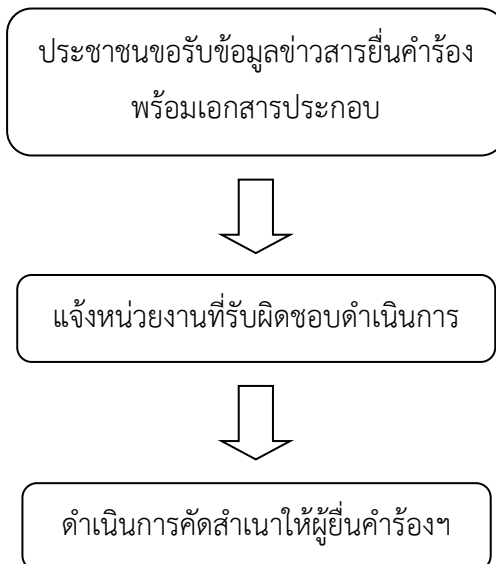 ประชาชนขอรับข้อมูลข่าวสารยื่นคำร้อง
พร้อมเอกสารประกอบ
แจ้งหน่วยงานที่รับผิดชอบดำเนินการ
ดำเนินการคัดสำเนาให้ผู้ยื่นคำร้องฯ